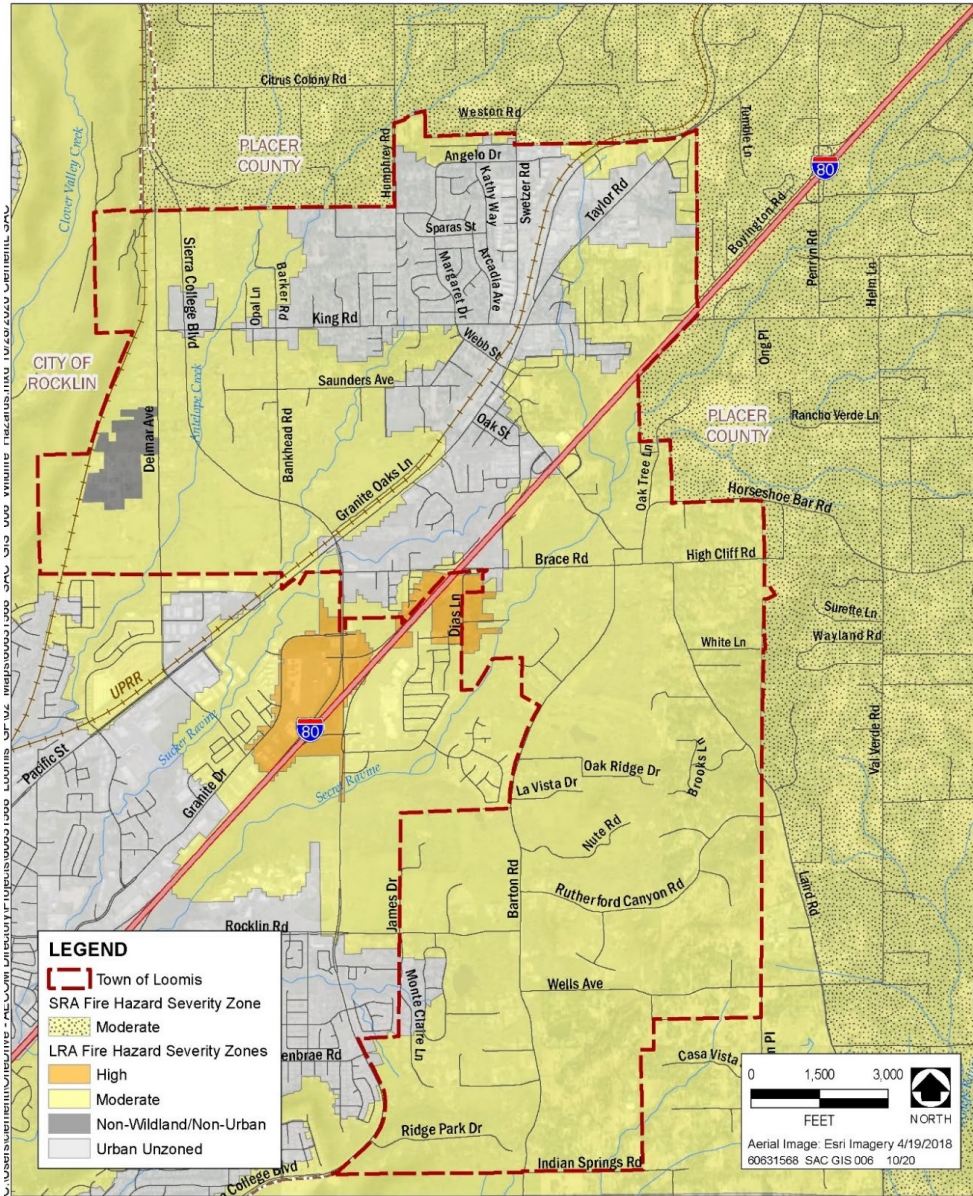 Citrus Colony Rd
Weston Rd
Humphrey Rd
PLACER
COUNTY
Clover Valley Creek
Angelo Dr
Kathy Way
Swetzer Rd
Taylor Rd
Tumble Ln
80
Boyington Rd
Penryn Rd
Helm Ln
Sparas St
Margaret Dr
Arcadia Ave
Sierra College Blvd
Opal Ln
Barker Rd
King Rd
Webb St
Ong Pl
CITY OF
ROCKLIN
Antelope Creek
Saunders Ave
PLACER
COUNTY
Rancho Verde Ln
Delmar Ave
Bankhead Rd
Oak St
Granite Oaks Ln
Oak Tree Ln
Horseshoe Bar Rd
Brace Rd
High Cliff Rd
Dias Ln
Surette Ln
Wayland Rd
White Ln
UPRR
80
Pacific St
Sucker Ravine
Granite Dr
Secret Ravine
Val Verde Rd
Oak Ridge Dr
Brooks Ln
La Vista Dr
Nute Rd
James Dr
Barton Rd
Rutherford Canyon Rd
Laird Rd
Rocklin Rd
Monte Claire Ln
Wells Ave
enbrae Rd
Casa Vista
n Pl
Ridge Park Dr
Indian Springs Rd
College Blvd
LEGEND
Town of Loomis
SRA Fire Hazard Severity Zone
Moderate
LRA Fire Hazard Severity Zones
High
Moderate
Non-Wildland/Non-Urban
Urban Unzoned
0 1,500 3,000
FEET
NORTH
Aerial Image: Esri Imagery 4/19/2018
60631568 SAC GIS 006 10/20